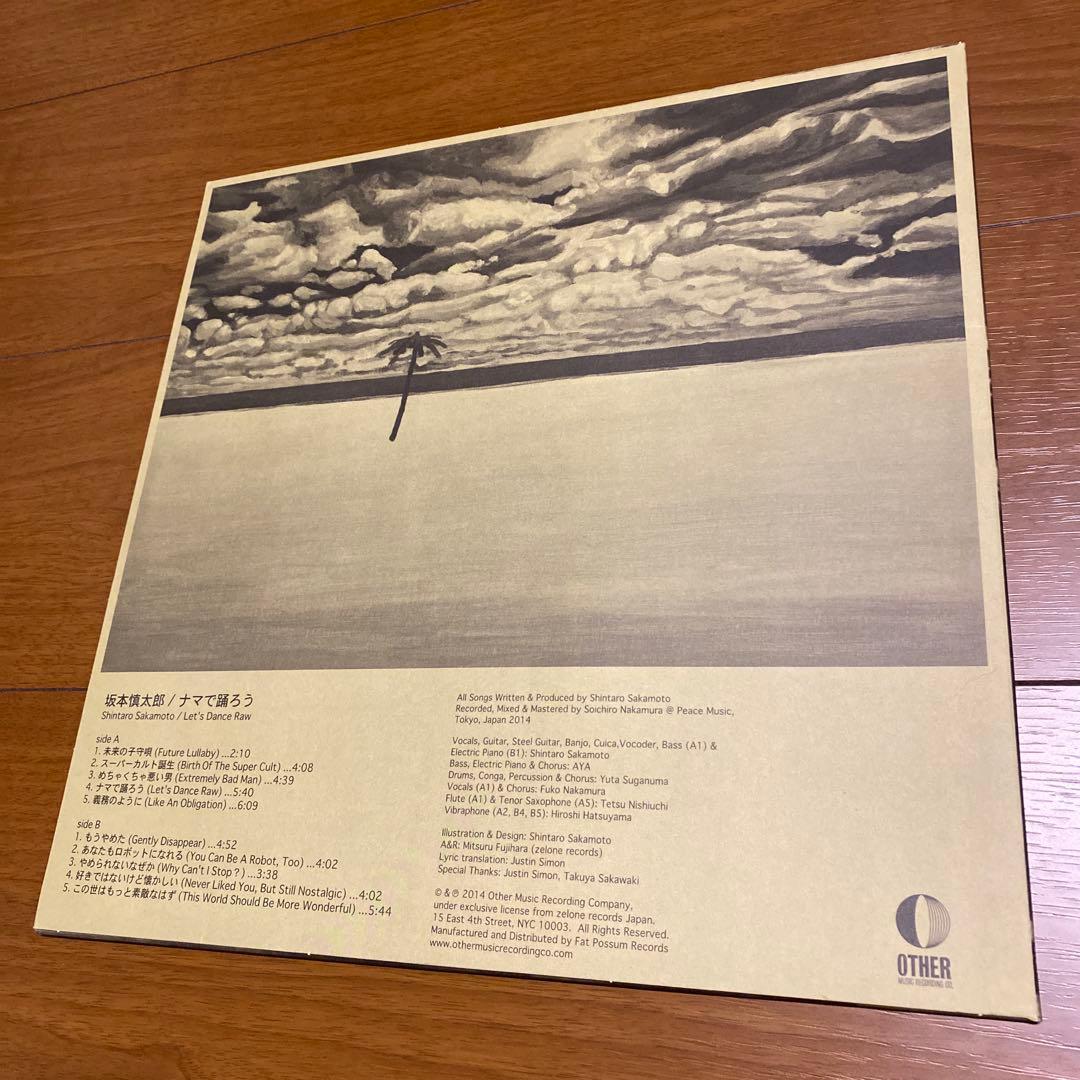 坂本慎太郎 / ナマで踊ろう
Shintaro Sakamoto / Let's Dance Raw
side A
1. 未来の子守唄 (Future Lullaby) ...2:10
2. スーパーカルト誕生 (Birth Of The Super Cult) ...4:08
3. めちゃくちゃ悪い男 (Extremely Bad Man) ...4:39
4. ナマで踊ろう (Let's Dance Raw) ...5:40
5. 義務のように (Like An Obligation) ...6:09
side B
1. もうやめた (Gently Disappear) ...4:52
2. あなたもロボットになれる (You Can Be A Robot, Too) ...4:02
3. やめられないなぜか (Why Can't I Stop?) ...3:38
4. 好きではないけど懐かしい (Never Liked You, But Still Nostalgic) ...4:02
5. この世はもっと素敵なはず (This World Should Be More Wonderful) ...5:44
All Songs Written & Produced by Shintaro Sakamoto
Recorded, Mixed & Mastered by Soichiro Nakamura @ Peace Music,
Tokyo, Japan 2014
Vocals, Guitar, Steel Guitar, Banjo, Cuica,Vocoder, Bass (A1) &
Electric Piano (B1): Shintaro Sakamoto
Bass, Electric Piano & Chorus: AYA
Drums, Conga, Percussion & Chorus: Yuta Suganuma
Vocals (A1) & Chorus: Fuko Nakamura
Flute (A1) & Tenor Saxophone (A5): Tetsu Nishiuchi
Vibraphone (A2, B4, B5): Hiroshi Hatsuyama
Illustration & Design: Shintaro Sakamoto
A&R: Mitsuru Fujihara (zelone records)
Lyric translation: Justin Simon
Special Thanks: Justin Simon, Takuya Sakawaki
© & ℗ 2014 Other Music Recording Company,
under exclusive license from zelone records Japan.
15 East 4th Street, NYC 10003. All Rights Reserved.
Manufactured and Distributed by Fat Possum Records
www.othermusicrecordingco.com
OTHER
MUSIC RECORDING CO.